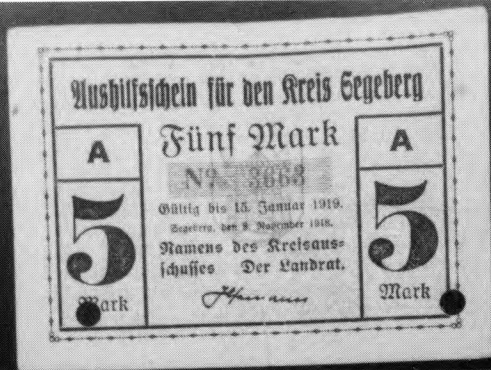 Aushilfsschein für den Kreis Segeberg
A
Fünf Mark
A
No. 3663
5
Gültig bis 15. Januar 1919.
5
Segeberg, den 9. November 1918.
Namens des Kreisaus-
schusses Der Landrat.
Mark
Mark